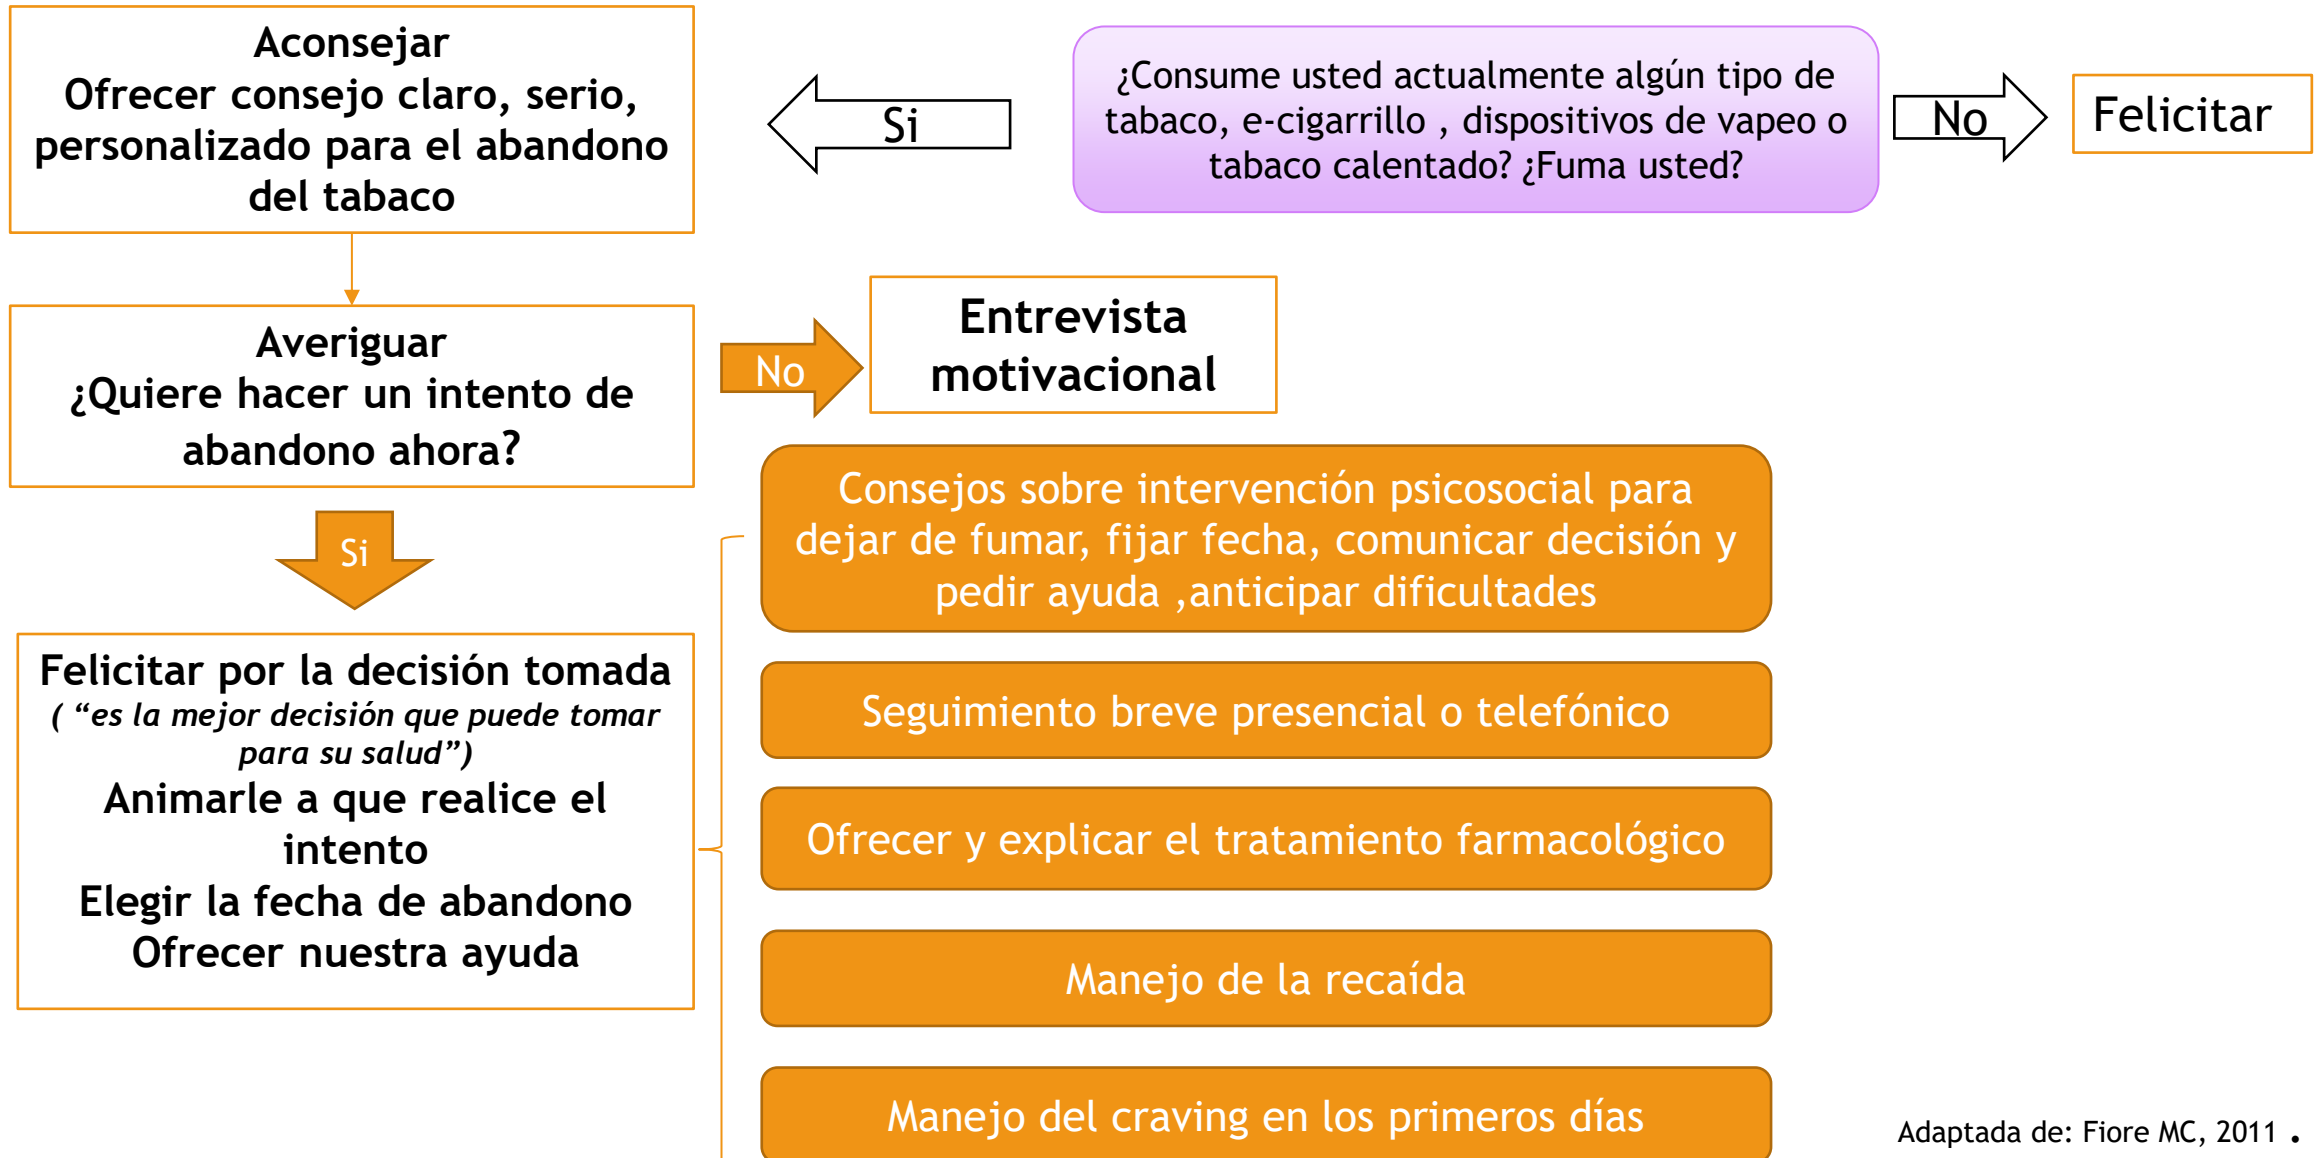 ¿Consume usted actualmente algún tipo de
tabaco, e-cigarrillo , dispositivos de vapeo o
tabaco calentado? ¿Fuma usted?
No
Felicitar
Si
Aconsejar
Ofrecer consejo claro, serio,
personalizado para el abandono
del tabaco
Averiguar
¿Quiere hacer un intento de
abandono ahora?
No
Entrevista
motivacional
Si
Felicitar por la decisión tomada
( “es la mejor decisión que puede tomar
para su salud”)
Animarle a que realice el
intento
Elegir la fecha de abandono
Ofrecer nuestra ayuda
Consejos sobre intervención psicosocial para
dejar de fumar, fijar fecha, comunicar decisión y
pedir ayuda ,anticipar dificultades
Seguimiento breve presencial o telefónico
Ofrecer y explicar el tratamiento farmacológico
Manejo de la recaída
Manejo del craving en los primeros días
Adaptada de: Fiore MC, 2011 .